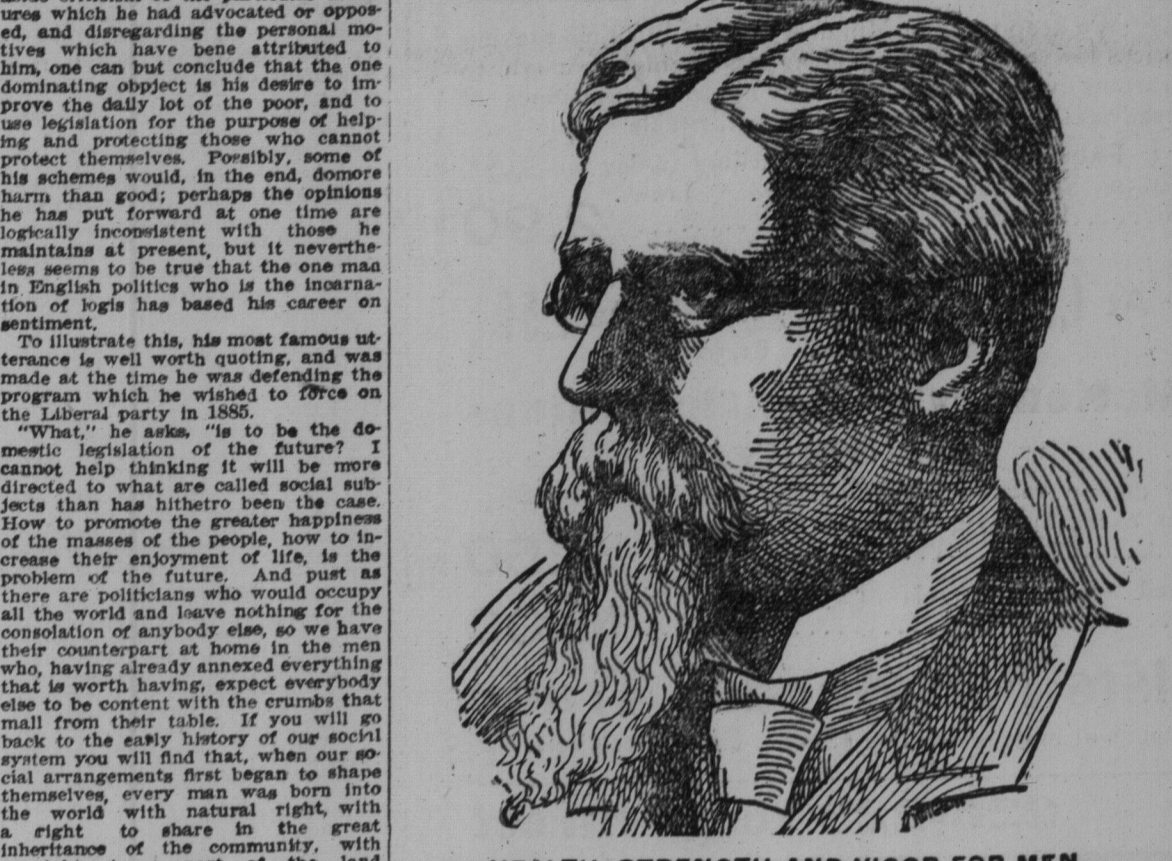 ures which he had advocated or oppos-
ed, and disregarding the personal mo-
tives which have bene attributed to
him, one can but conclude that the one
dominating obpject is his desire to im-
prove the daily lot of the poor, and to
use legislation for the purpose of help-
ing and protecting those who cannot
protect themselves. Possibly, some of
his schemes would, in the end, domore
harm than good; perhaps the opinions
he has put forward at one time are
logically inconsistent with those he
maintains at present, but it neverthe-
less seems to be true that the one man
in English politics who is the incarna-
tion of logis has based his career on
sentiment.
To illustrate this, his most famous ut-
terance is well worth quoting, and was
made at the time he was defending the
program which he wished to force on
the Liberal party in 1885.
"What," he asks, "is to be the do-
mestic legislation of the future? I
cannot help thinking it will be more
directed to what are called social sub-
jects than has hithetro been the case.
How to promote the greater happiness
of the masses of the people, how to in-
crease their enjoyment of life, is the
problem of the future. And pust as
there are politicians who would occupy
all the world and leave nothing for the
consolation of anybody else, so we have
their counterpart at home in the men
who, having already annexed everything
that is worth having, expect everybody
else to be content with the crumbs that
mall from their table. If you will go
back to the early history of our social
system you will find that, when our so-
cial arrangements first began to shape
themselves, every man was born into
the world with natural right, with
a right to share in the great
inheritance of the community, with
HEALTH, STRENGTH AND VIGOR FOR MEN